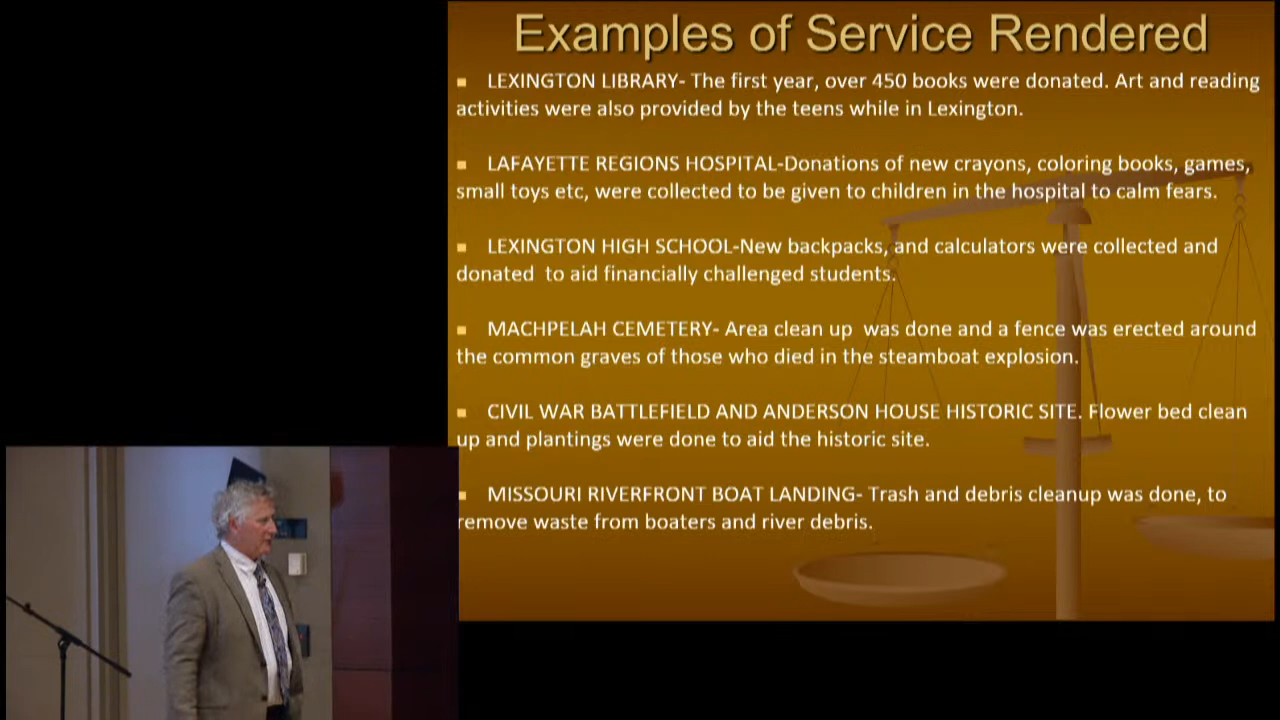 Examples of Service Rendered
▪ LEXINGTON LIBRARY- The first year, over 450 books were donated. Art and reading
activities were also provided by the teens while in Lexington.
▪ LAFAYETTE REGIONS HOSPITAL-Donations of new crayons, coloring books, games,
small toys etc, were collected to be given to children in the hospital to calm fears.
▪ LEXINGTON HIGH SCHOOL-New backpacks, and calculators were collected and
donated  to aid financially challenged students.
▪ MACHPELAH CEMETERY- Area clean up  was done and a fence was erected around
the common graves of those who died in the steamboat explosion.
▪ CIVIL WAR BATTLEFIELD AND ANDERSON HOUSE HISTORIC SITE. Flower bed clean
up and plantings were done to aid the historic site.
▪ MISSOURI RIVERFRONT BOAT LANDING- Trash and debris cleanup was done, to
remove waste from boaters and river debris.